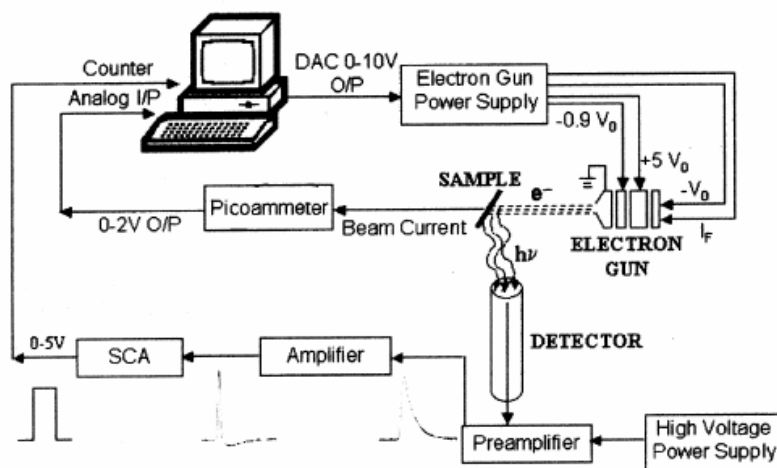 Counter
Analog I/P
DAC 0-10V
O/P
Electron Gun
Power Supply
-0.9 V₀
+5 V₀
-V₀
I_F
SAMPLE
e⁻
ELECTRON
GUN
Picoammeter
0-2V O/P
Beam Current
hν
DETECTOR
0-5V
SCA
Amplifier
Preamplifier
High Voltage
Power Supply